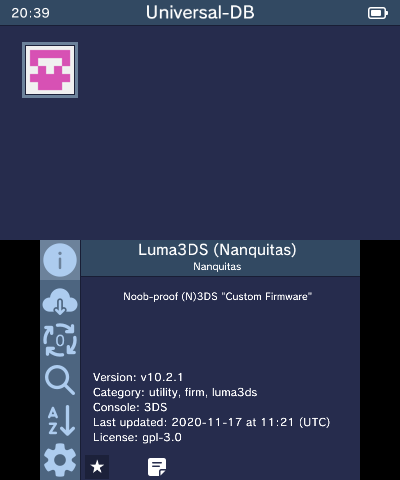 20:39
Universal-DB
Luma3DS (Nanquitas)
Nanquitas
Noob-proof (N)3DS "Custom Firmware"
0
Version: v10.2.1
Category: utility, firm, luma3ds
Console: 3DS
A
Z
Last updated: 2020-11-17 at 11:21 (UTC)
License: gpl-3.0